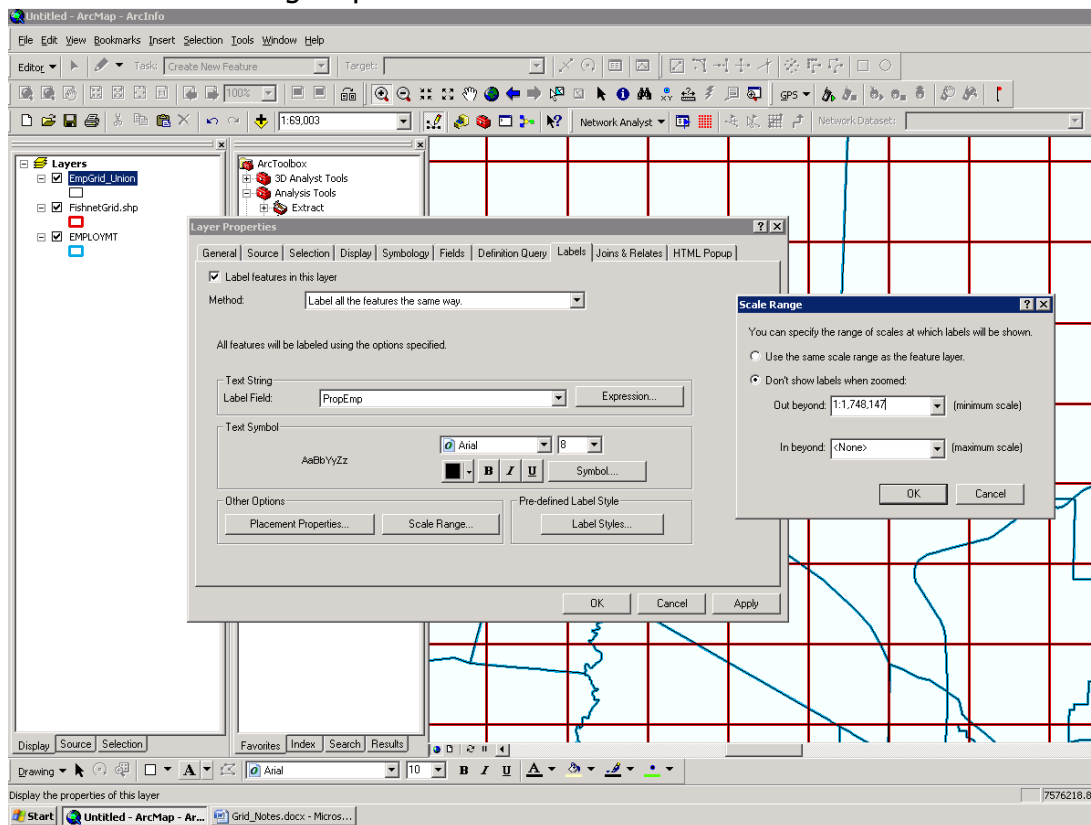 Untitled - ArcMap - ArcInfo
File Edit View Bookmarks Insert Selection Tools Window Help
Editor Task: Create New Feature Target:
100% GPS
1:69,003 Network Analyst Network Dataset:
Layers
EmpGrid_Union
FishnetGrid.shp
EMPLOYMT
ArcToolbox
3D Analyst Tools
Analysis Tools
Extract
Layer Properties
General Source Selection Display Symbology Fields Definition Query Labels Joins & Relates HTML Popup
Label features in this layer
Method: Label all the features the same way.
All features will be labeled using the options specified.
Text String
Label Field: PropEmp Expression...
Text Symbol
AaBbYyZz
Arial 8
B I U Symbol...
Other Options
Placement Properties... Scale Range...
Pre-defined Label Style
Label Styles...
OK Cancel Apply
Scale Range
You can specify the range of scales at which labels will be shown.
Use the same scale range as the feature layer.
Don't show labels when zoomed:
Out beyond: 1:1,748,147 (minimum scale)
In beyond: <None> (maximum scale)
OK Cancel
Display Source Selection
Favorites Index Search Results
Drawing A Arial 10 B I U A
Display the properties of this layer
7576218.8
Start Untitled - ArcMap - Ar... Grid_Notes.docx - Micros...